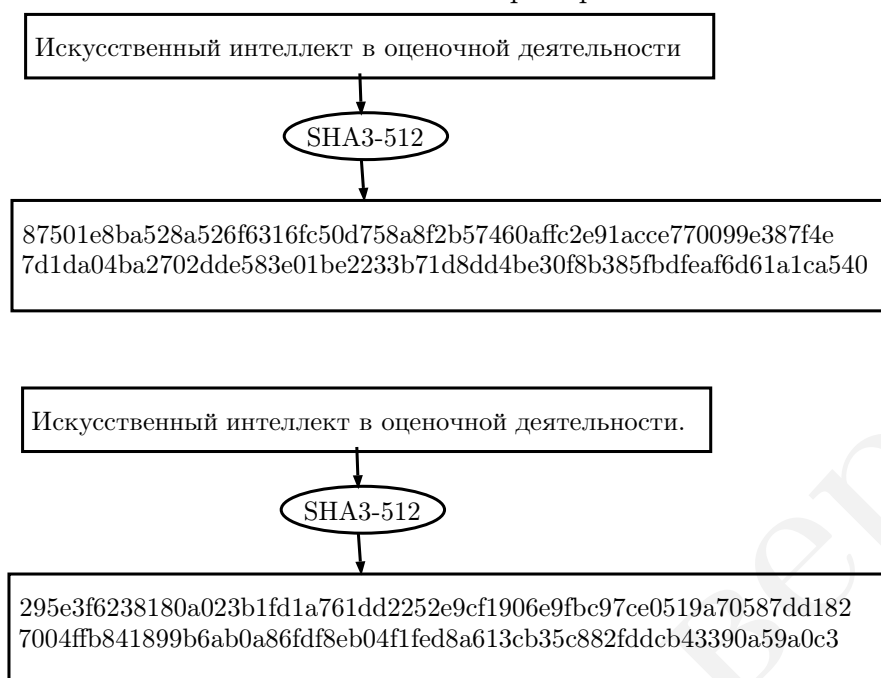 Искусственный интеллект в оценочной деятельности
SHA3-512
87501e8ba528a526f6316fc50d758a8f2b57460affc2e91acce770099e387f4e
7d1da04ba2702dde583e01be2233b71d8dd4be30f8b385fbdfeaf6d61a1ca540
Искусственный интеллект в оценочной деятельности.
SHA3-512
295e3f6238180a023b1fd1a761dd2252e9cf1906e9fbc97ce0519a70587dd182
7004ffb841899b6ab0a86fdf8eb04f1fed8a613cb35c882fddcb43390a59a0c3